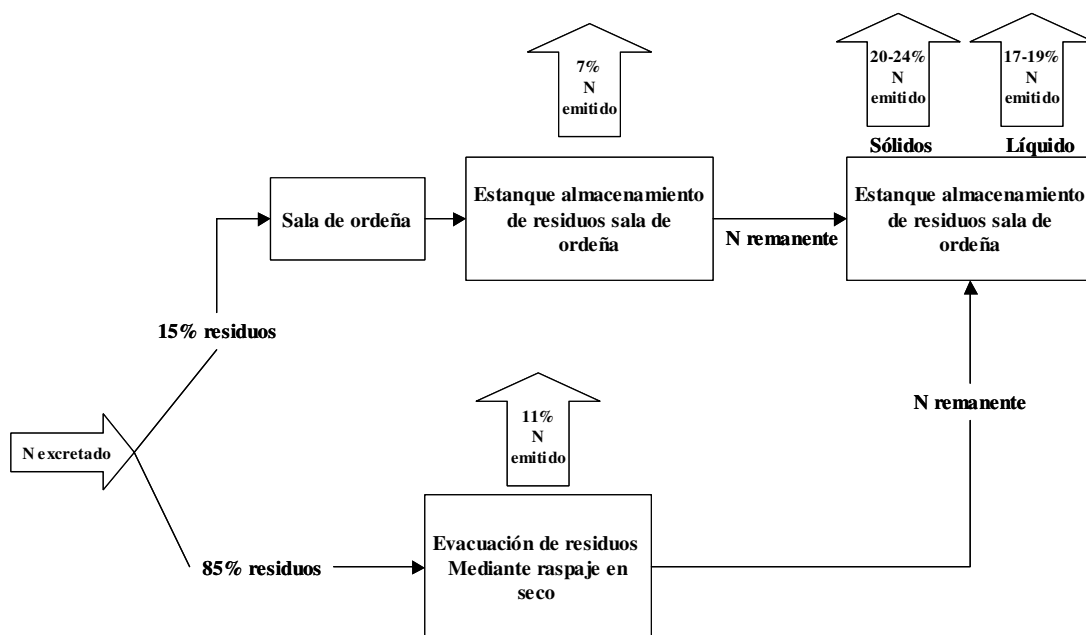 7%
N
emitido
20-24%
N
emitido
17-19%
N
emitido
Sólidos
Líquido
Sala de ordeña
Estanque almacenamiento
de residuos sala de
ordeña
N remanente
Estanque almacenamiento
de residuos sala de
ordeña
15% residuos
N excretado
11%
N
emitido
N remanente
85% residuos
Evacuación de residuos
Mediante raspaje en
seco